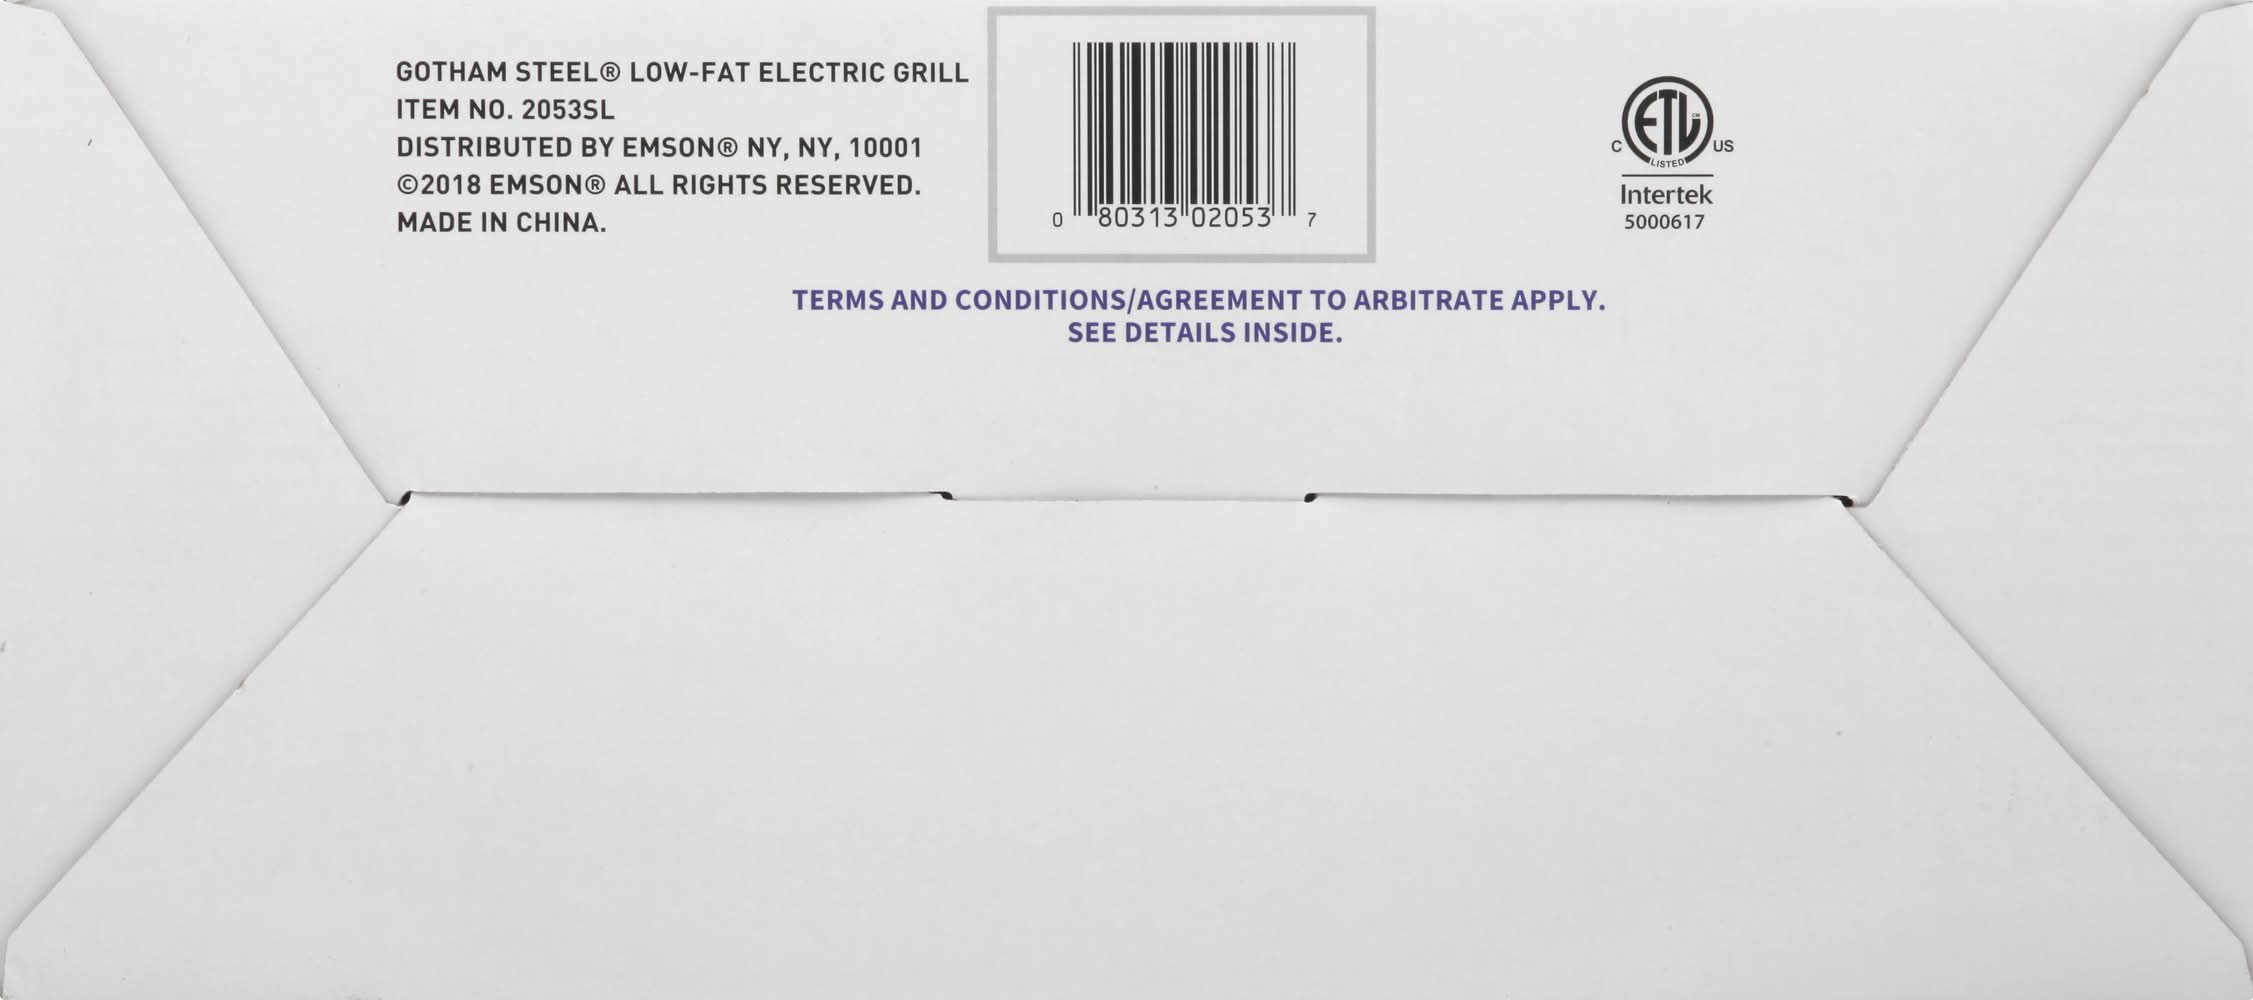 GOTHAM STEEL® LOW-FAT ELECTRIC GRILL
ITEM NO. 2053SL
DISTRIBUTED BY EMSON® NY, NY, 10001
©2018 EMSON® ALL RIGHTS RESERVED.
MADE IN CHINA.
0 80313 02053 7
ETL CM
C US
LISTED
Intertek
5000617
TERMS AND CONDITIONS/AGREEMENT TO ARBITRATE APPLY.
SEE DETAILS INSIDE.